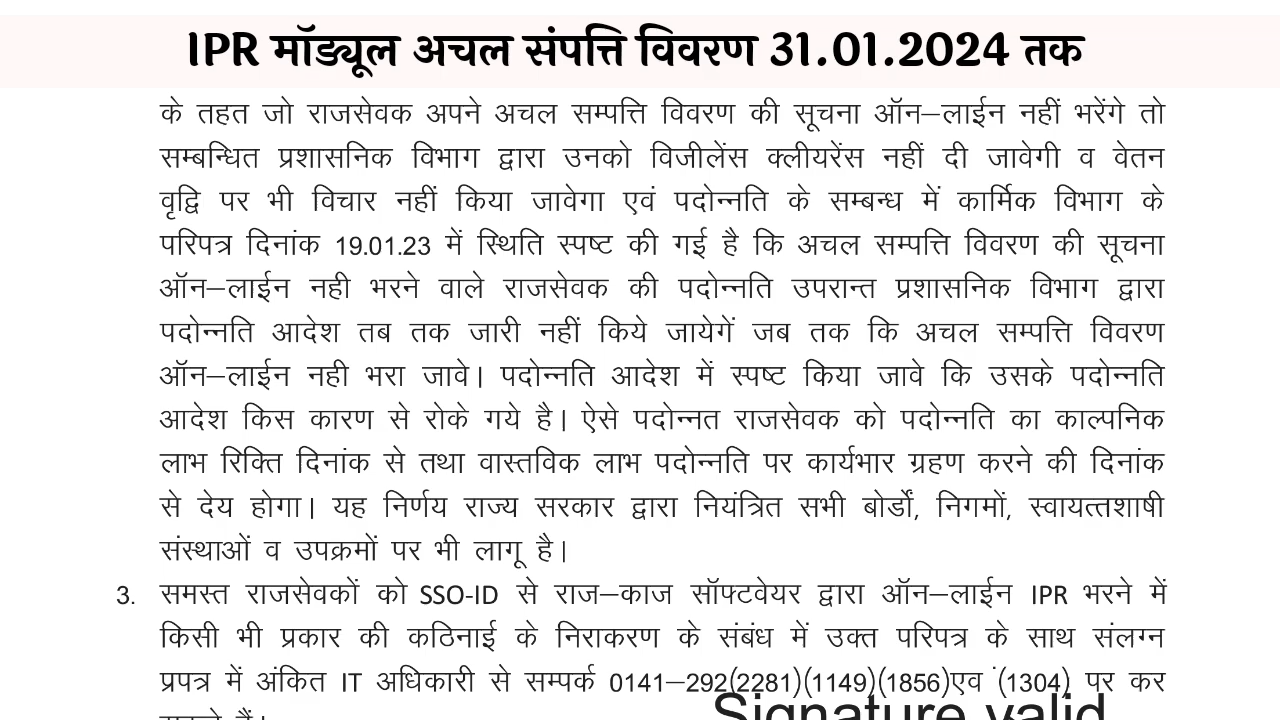 IPR मॉड्यूल अचल संपत्ति विवरण 31.01.2024 तक
के तहत जो राजसेवक अपने अचल सम्पत्ति विवरण की सूचना ऑन–लाईन नहीं भरेंगे तो
सम्बन्धित प्रशासनिक विभाग द्वारा उनको विजीलेंस क्लीयरेंस नहीं दी जावेगी व वेतन
वृद्वि पर भी विचार नहीं किया जावेगा एवं पदोन्नति के सम्बन्ध में कार्मिक विभाग के
परिपत्र दिनांक 19.01.23 में स्थिति स्पष्ट की गई है कि अचल सम्पत्ति विवरण की सूचना
ऑन–लाईन नही भरने वाले राजसेवक की पदोन्नति उपरान्त प्रशासनिक विभाग द्वारा
पदोन्नति आदेश तब तक जारी नहीं किये जायेगें जब तक कि अचल सम्पत्ति विवरण
ऑन–लाईन नही भरा जावे। पदोन्नति आदेश में स्पष्ट किया जावे कि उसके पदोन्नति
आदेश किस कारण से रोके गये है। ऐसे पदोन्नत राजसेवक को पदोन्नति का काल्पनिक
लाभ रिक्ति दिनांक से तथा वास्तविक लाभ पदोन्नति पर कार्यभार ग्रहण करने की दिनांक
से देय होगा। यह निर्णय राज्य सरकार द्वारा नियंत्रित सभी बोर्डों, निगमों, स्वायत्तशाषी
संस्थाओं व उपक्रमों पर भी लागू है।
3. समस्त राजसेवकों को SSO-ID से राज–काज सॉफ्टवेयर द्वारा ऑन–लाईन IPR भरने में
किसी भी प्रकार की कठिनाई के निराकरण के संबंध में उक्त परिपत्र के साथ संलग्न
प्रपत्र में अंकित IT अधिकारी से सम्पर्क 0141–292(2281)(1149)(1856)एवं (1304) पर कर
Signature valid